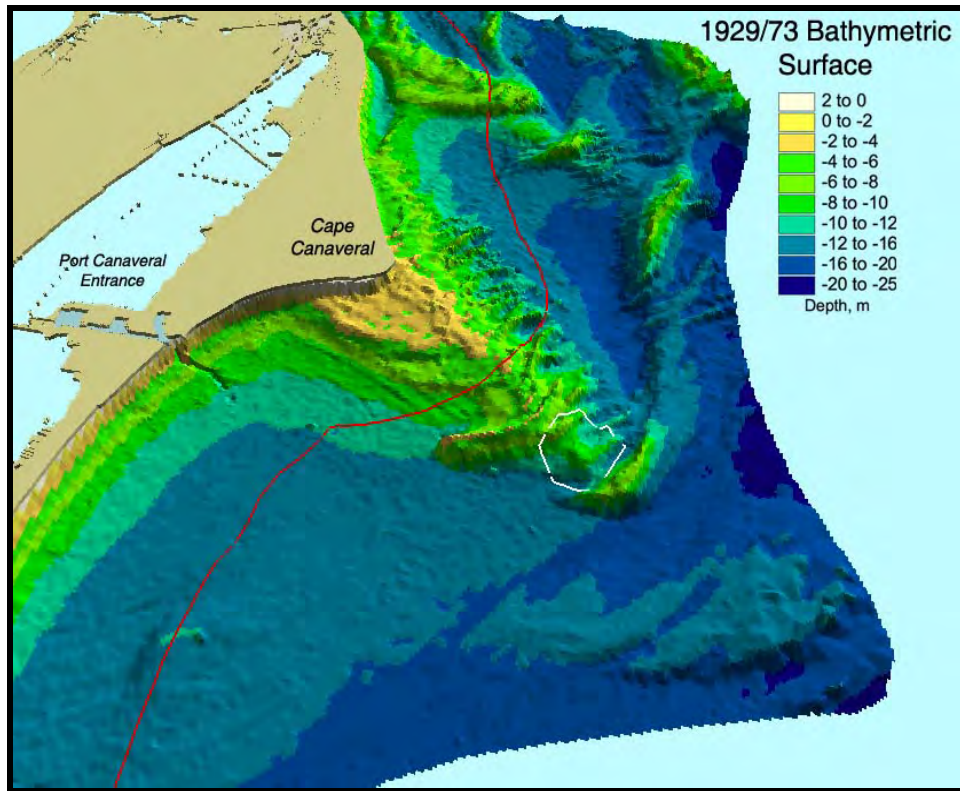 1929/73 Bathymetric
Surface
2 to 0
0 to -2
-2 to -4
-4 to -6
-6 to -8
-8 to -10
-10 to -12
-12 to -16
-16 to -20
-20 to -25
Depth, m
Cape
Canaveral
Port Canaveral
Entrance